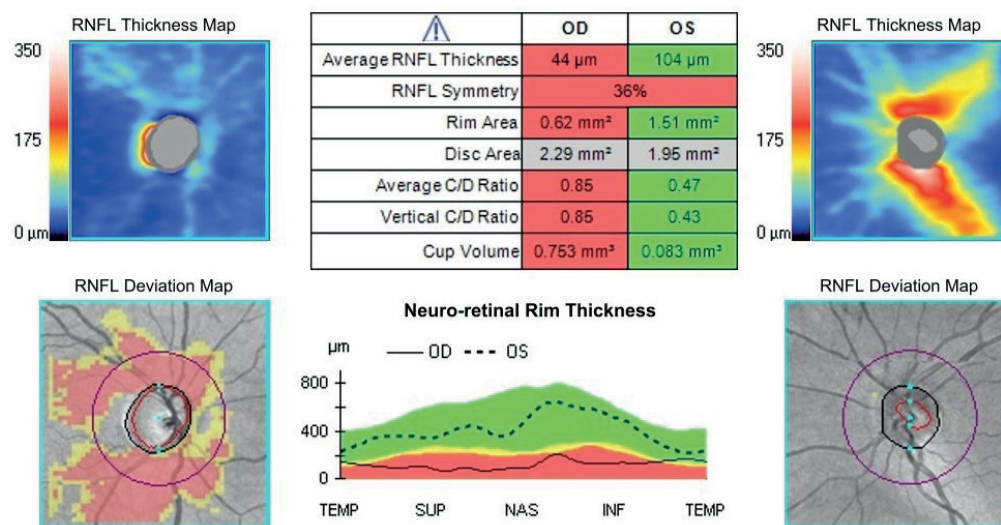 RNFL Thickness Map
350
175
0 µm
OD OS
Average RNFL Thickness 44 µm 104 µm
RNFL Symmetry 36%
Rim Area 0.62 mm² 1.51 mm²
Disc Area 2.29 mm² 1.95 mm²
Average C/D Ratio 0.85 0.47
Vertical C/D Ratio 0.85 0.43
Cup Volume 0.753 mm³ 0.083 mm³
RNFL Thickness Map
350
175
0 µm
RNFL Deviation Map
Neuro-retinal Rim Thickness
µm OD OS
800
400
0
TEMP SUP NAS INF TEMP
RNFL Deviation Map